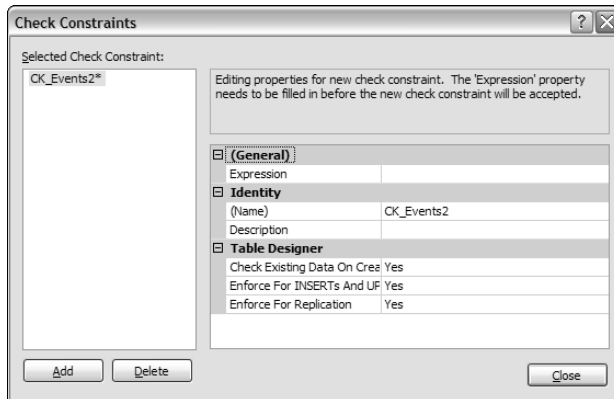 Check Constraints
Selected Check Constraint:
CK_Events2*
Editing properties for new check constraint. The 'Expression' property
needs to be filled in before the new check constraint will be accepted.
(General)
Expression
Identity
(Name) CK_Events2
Description
Table Designer
Check Existing Data On Crea Yes
Enforce For INSERTs And UP Yes
Enforce For Replication Yes
Add Delete Close